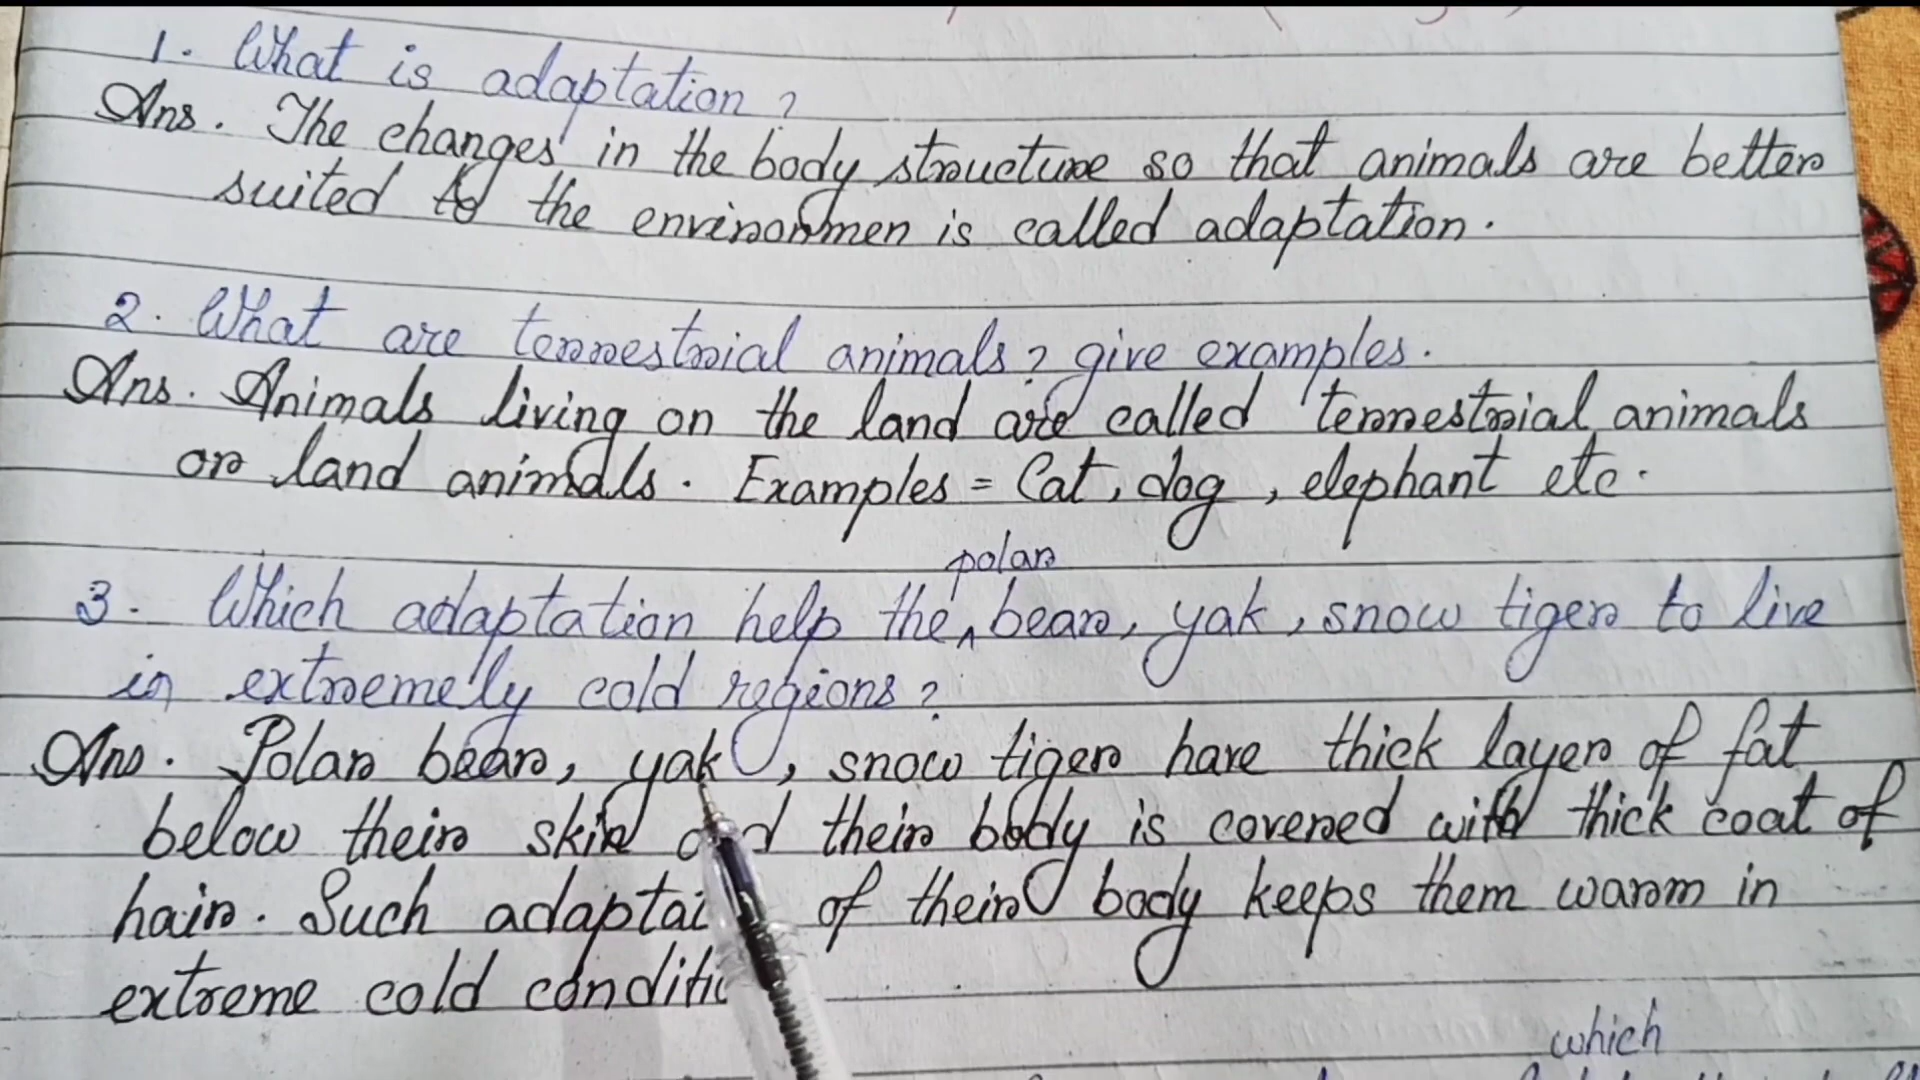 1. What is adaptation?
Ans. The changes in the body structure so that animals are better
suited to the environmen is called adaptation.
2. What are terrestrial animals? give examples.
Ans. Animals living on the land are called terrestrial animals
or land animals. Examples = Cat, dog, elephant etc.
polar
3. Which adaptation help the ^ bear, yak, snow tiger to live
in extremely cold regions?
Ans. Polar bear, yak, snow tiger have thick layer of fat
below their skin and their body is covered with thick coat of
hair. Such adaptai of their body keeps them warm in
extreme cold conditi
which